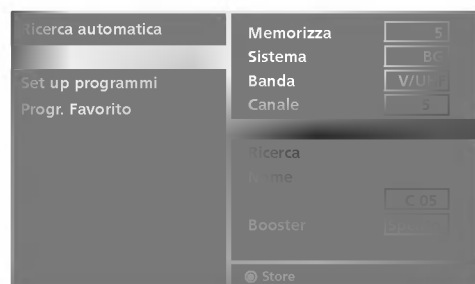 Ricerca automatica
Set up programmi
Progr. Favorito
Memorizza 5
Sistema BG
Banda V/UHF
Canale 5
Ricerca
Nome
C 05
Booster
Store